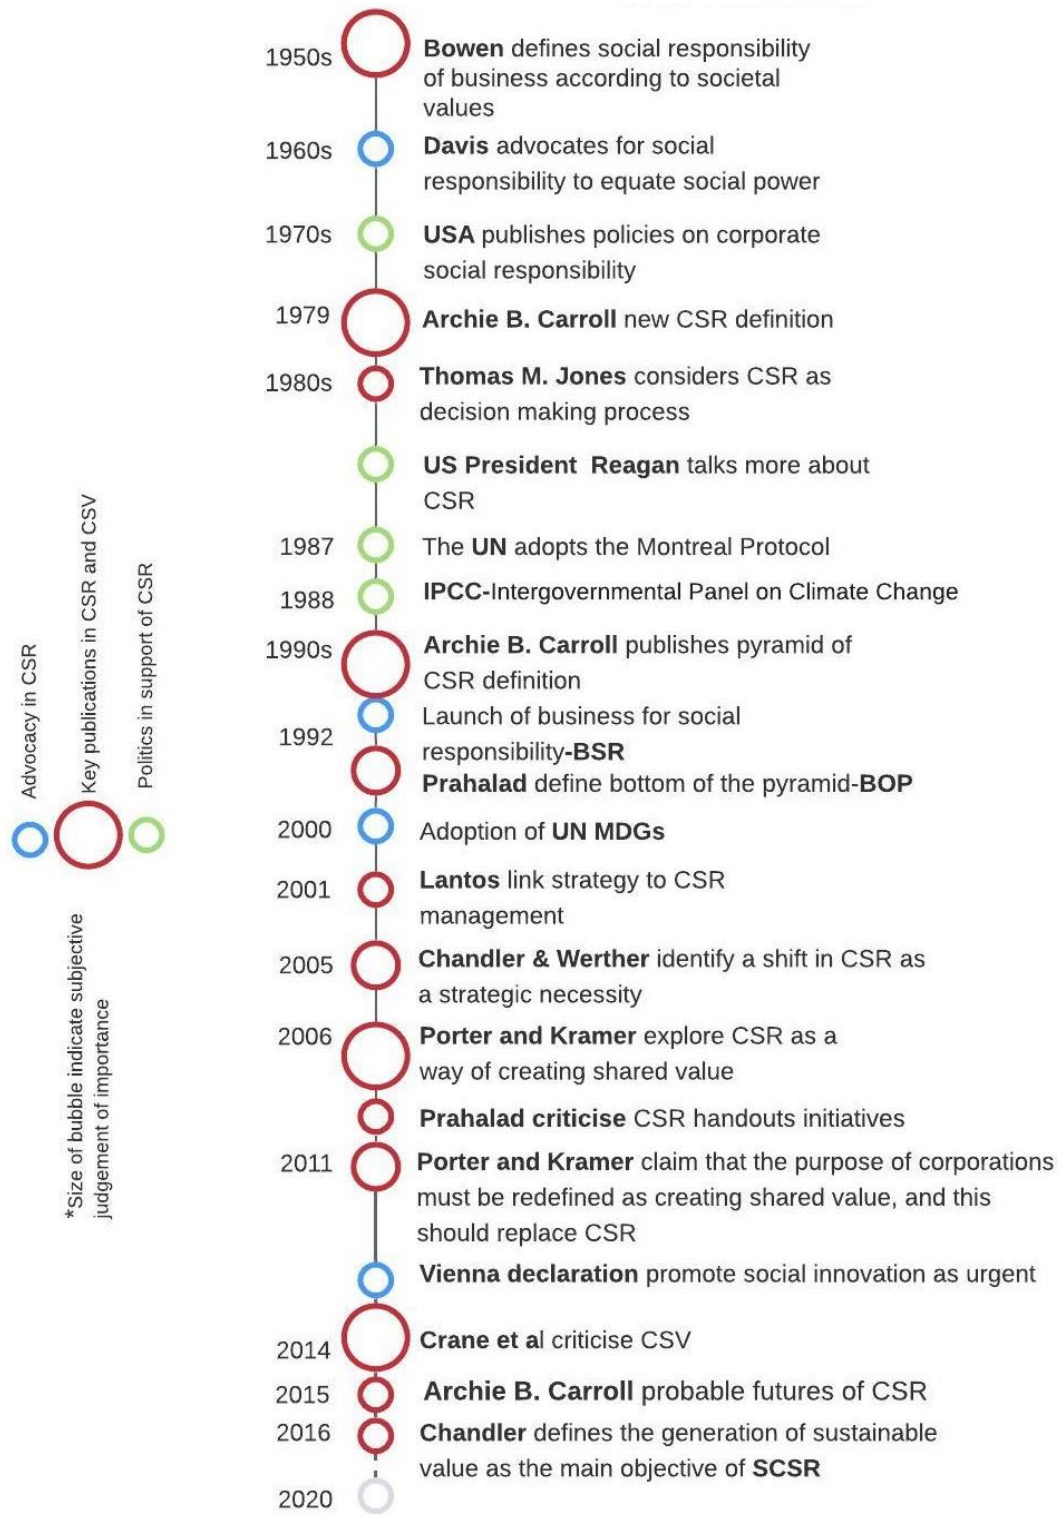 1950s
Bowen defines social responsibility
of business according to societal
values
1960s
Davis advocates for social
responsibility to equate social power
1970s
USA publishes policies on corporate
social responsibility
1979
Archie B. Carroll new CSR definition
1980s
Thomas M. Jones considers CSR as
decision making process
US President Reagan talks more about
CSR
1987
The UN adopts the Montreal Protocol
1988
IPCC-Intergovernmental Panel on Climate Change
1990s
Archie B. Carroll publishes pyramid of
CSR definition
1992
Launch of business for social
responsibility-BSR
Prahalad define bottom of the pyramid-BOP
2000
Adoption of UN MDGs
2001
Lantos link strategy to CSR
management
2005
Chandler & Werther identify a shift in CSR as
a strategic necessity
2006
Porter and Kramer explore CSR as a
way of creating shared value
Prahalad criticise CSR handouts initiatives
2011
Porter and Kramer claim that the purpose of corporations
must be redefined as creating shared value, and this
should replace CSR
Vienna declaration promote social innovation as urgent
2014
Crane et al criticise CSV
2015
Archie B. Carroll probable futures of CSR
2016
Chandler defines the generation of sustainable
value as the main objective of SCSR
2020
Advocacy in CSR
Key publications in CSR and CSV
Politics in support of CSR
*Size of bubble indicate subjective
judgement of importance